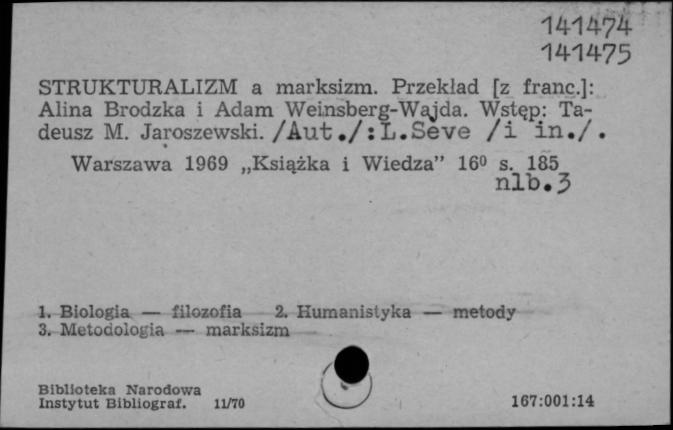 141474
141475
STRUKTURALIZM a marksizm. Przekład [z franc.]:
Alina Brodzka i Adam Weinsberg-Wajda. Wstęp: Ta-
deusz M. Jaroszewski. /Aut./:L.Seve /i in./.
Warszawa 1969 „Książka i Wiedza” 16⁰ s. 185
nlb.3
1. Biologia — filozofia 2. Humanistyka — metody
3. Metodologia — marksizm
Biblioteka Narodowa
Instytut Bibliograf. 11/70 167:001:14